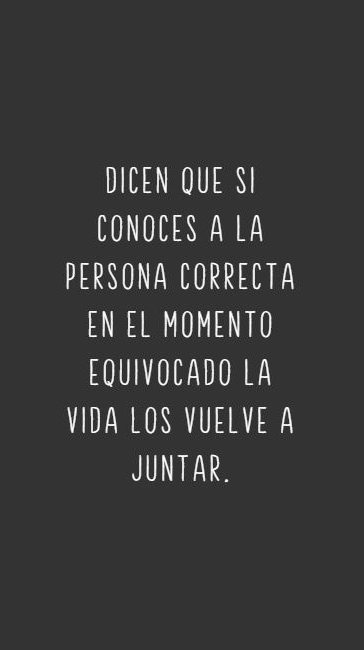 DICEN QUE SI
CONOCES A LA
PERSONA CORRECTA
EN EL MOMENTO
EQUIVOCADO LA
VIDA LOS VUELVE A
JUNTAR.